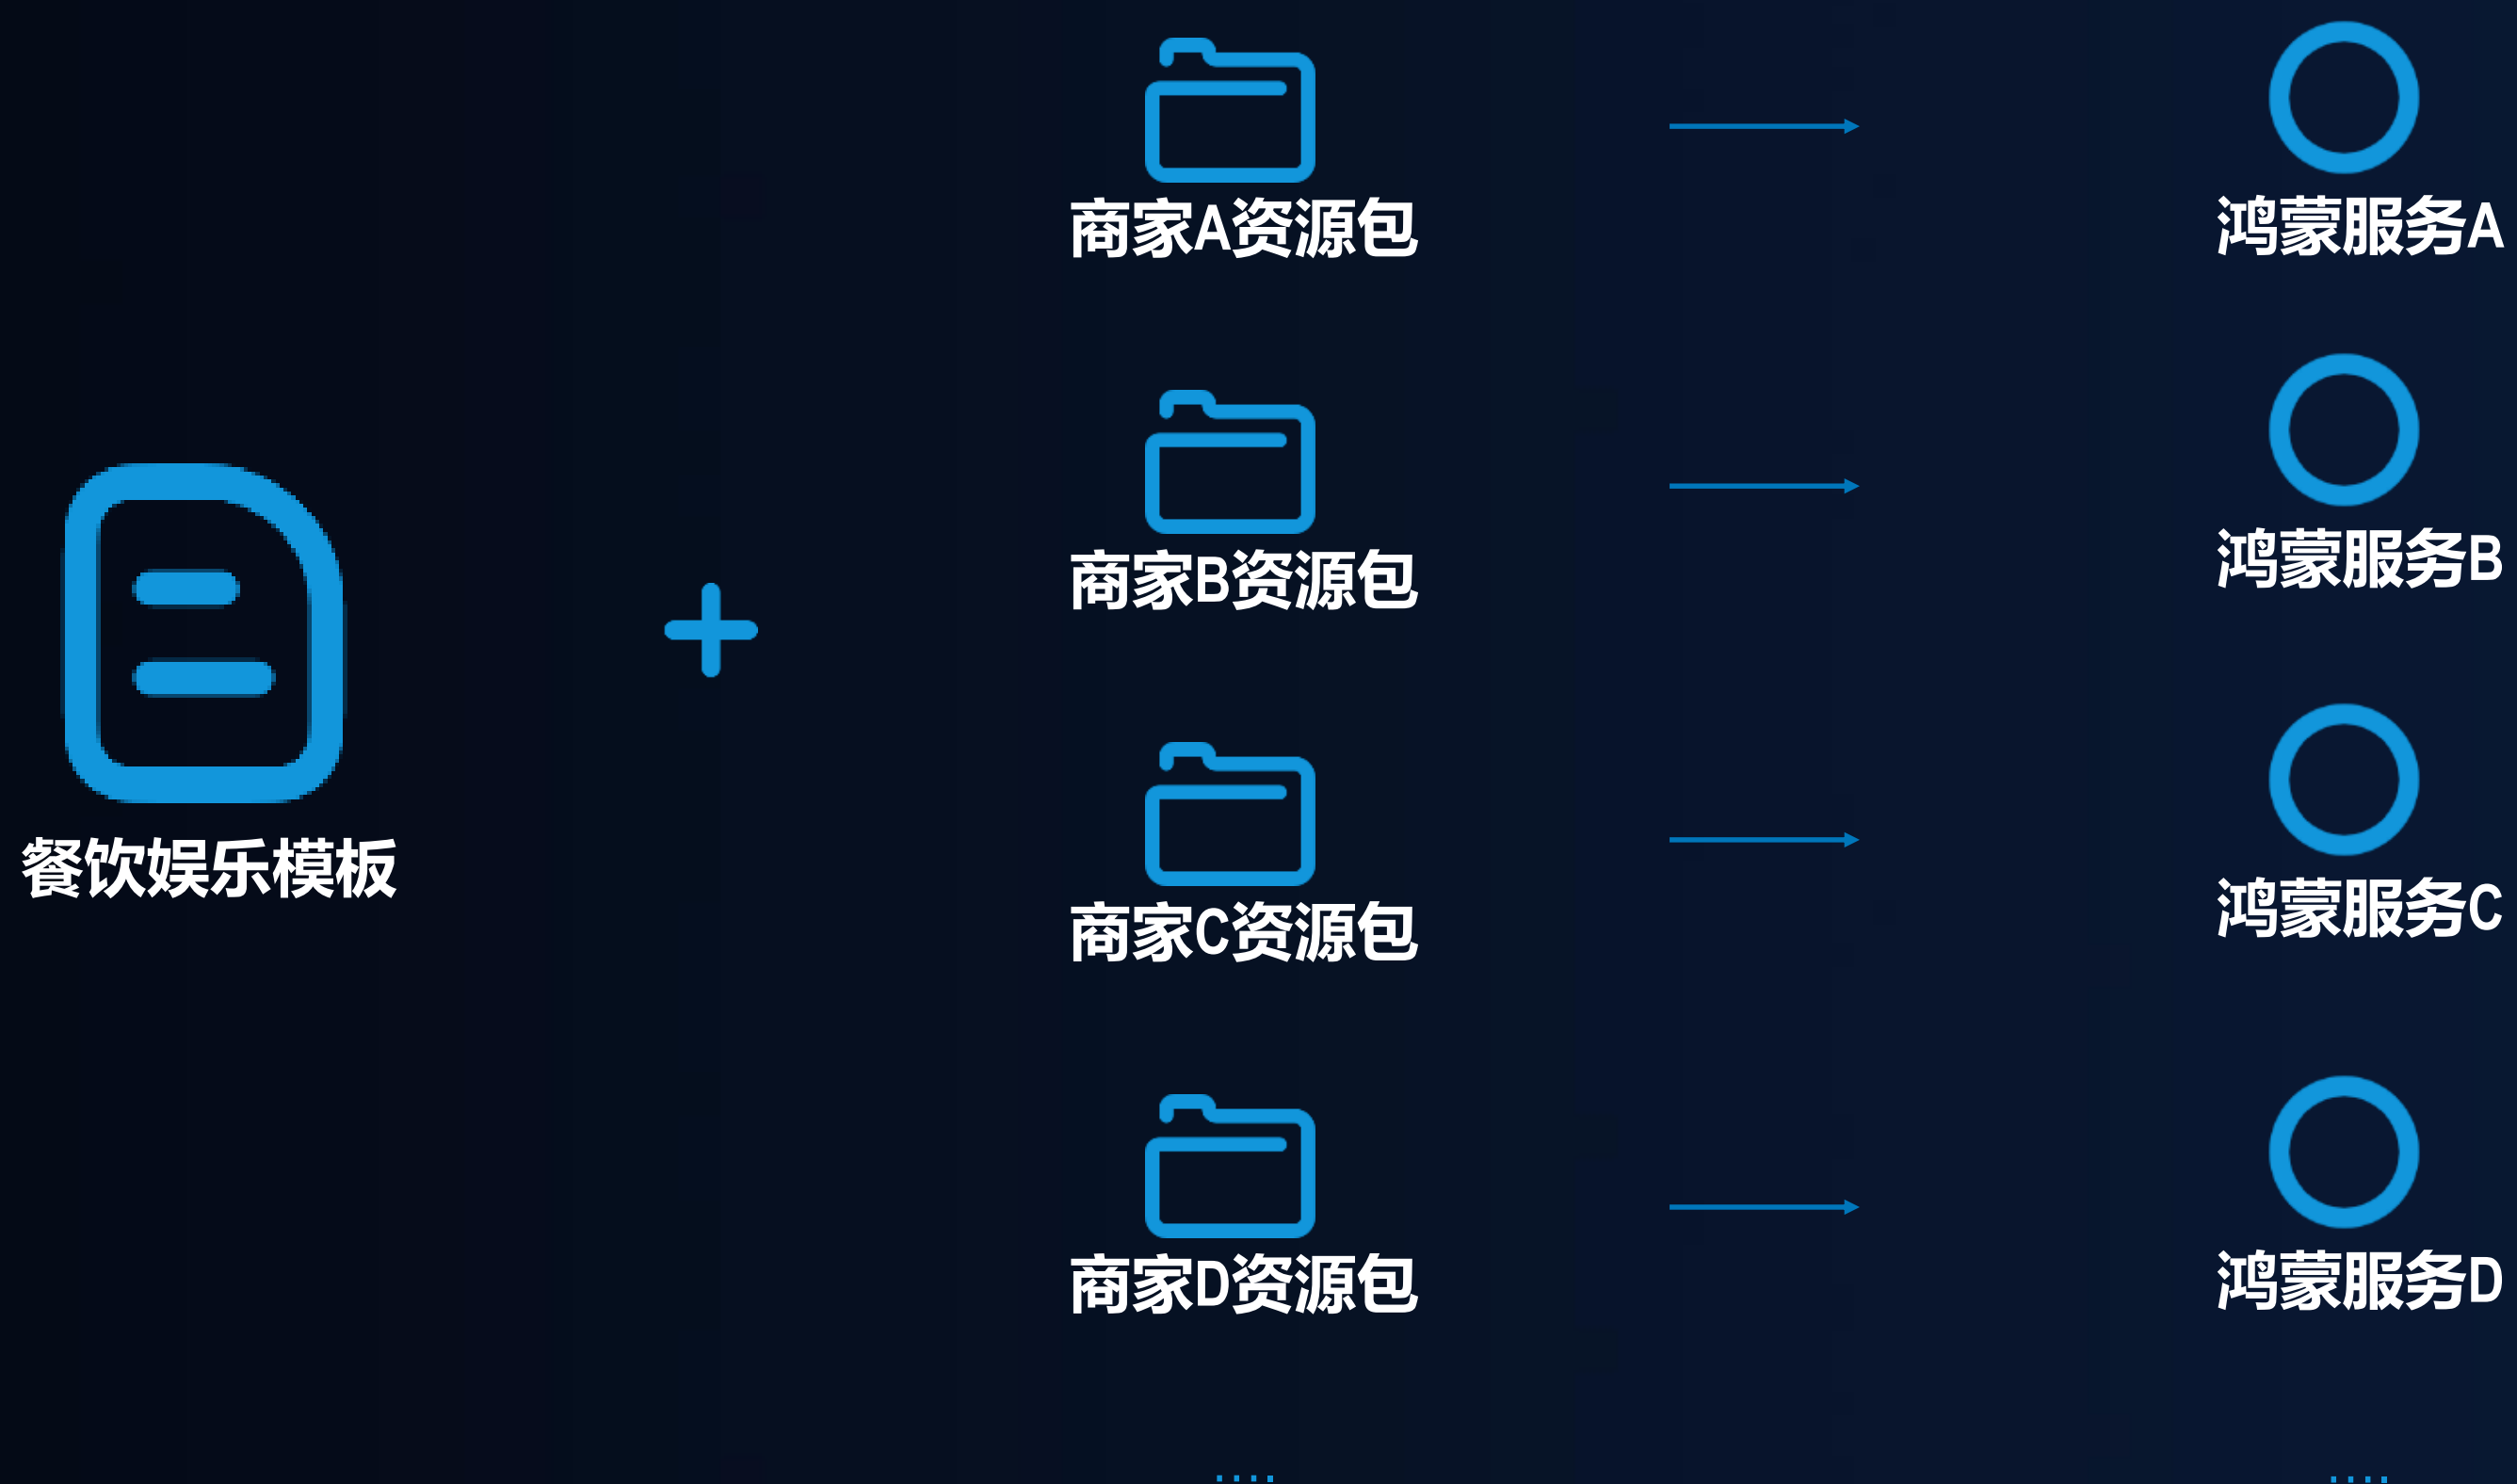 商家A资源包
鸿蒙服务A
商家B资源包
鸿蒙服务B
餐饮娱乐模板
商家C资源包
鸿蒙服务C
商家D资源包
鸿蒙服务D
....
....